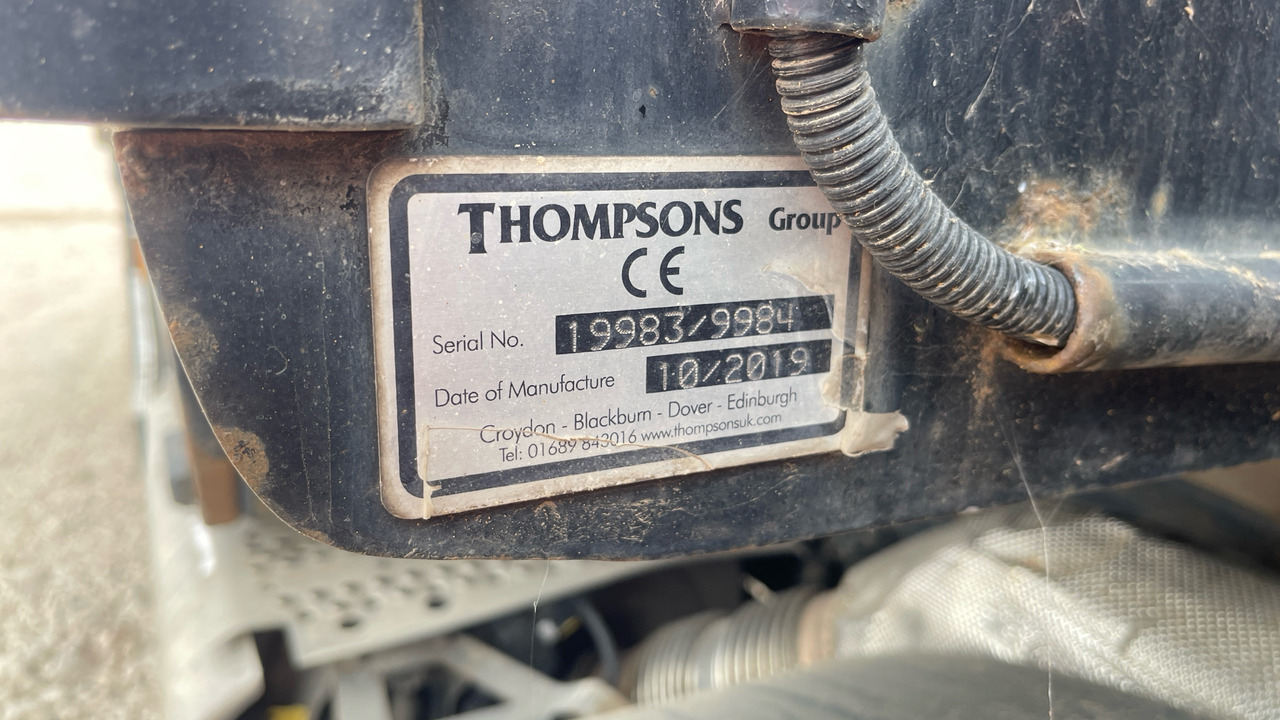 THOMPSONS Group
CE
Serial No. 19983/9984
Date of Manufacture 10/2019
Croydon - Blackburn - Dover - Edinburgh
Tel: 01689 843016 www.thompsonsuk.com